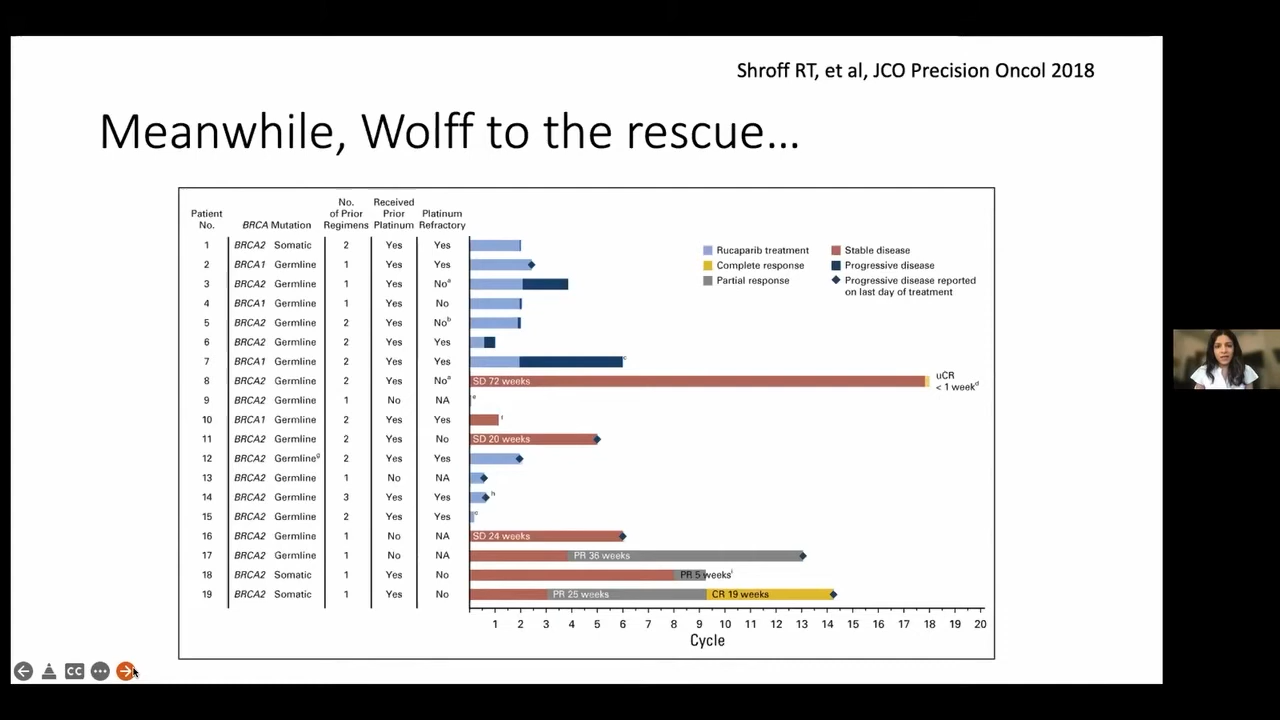 Shroff RT, et al, JCO Precision Oncol 2018
Meanwhile, Wolff to the rescue...
Patient No. BRCA Mutation No. of Prior Regimens Received Prior Platinum Platinum Refractory
1 BRCA2 Somatic 2 Yes Yes
2 BRCA1 Germline 1 Yes Yes
3 BRCA2 Germline 1 Yes Noa
4 BRCA1 Germline 1 Yes No
5 BRCA2 Germline 2 Yes Nob
6 BRCA2 Germline 2 Yes Yes
7 BRCA1 Germline 2 Yes Yes c
8 BRCA2 Germline 2 Yes Noa SD 72 weeks uCR < 1 weekd
9 BRCA2 Germline 1 No NA e
10 BRCA1 Germline 2 Yes Yes f
11 BRCA2 Germline 2 Yes No SD 20 weeks
12 BRCA2 Germlineg 2 Yes Yes
13 BRCA2 Germline 1 No NA
14 BRCA2 Germline 3 Yes Yes h
15 BRCA2 Germline 2 Yes Yes c
16 BRCA2 Germline 1 No NA SD 24 weeks
17 BRCA2 Germline 1 No NA PR 36 weeks
18 BRCA2 Somatic 1 Yes No PR 5 weeksi
19 BRCA2 Somatic 1 Yes No PR 25 weeks CR 19 weeks
Rucaparib treatment
Complete response
Partial response
Stable disease
Progressive disease
Progressive disease reported
on last day of treatment
1 2 3 4 5 6 7 8 9 10 11 12 13 14 15 16 17 18 19 20
Cycle
CC